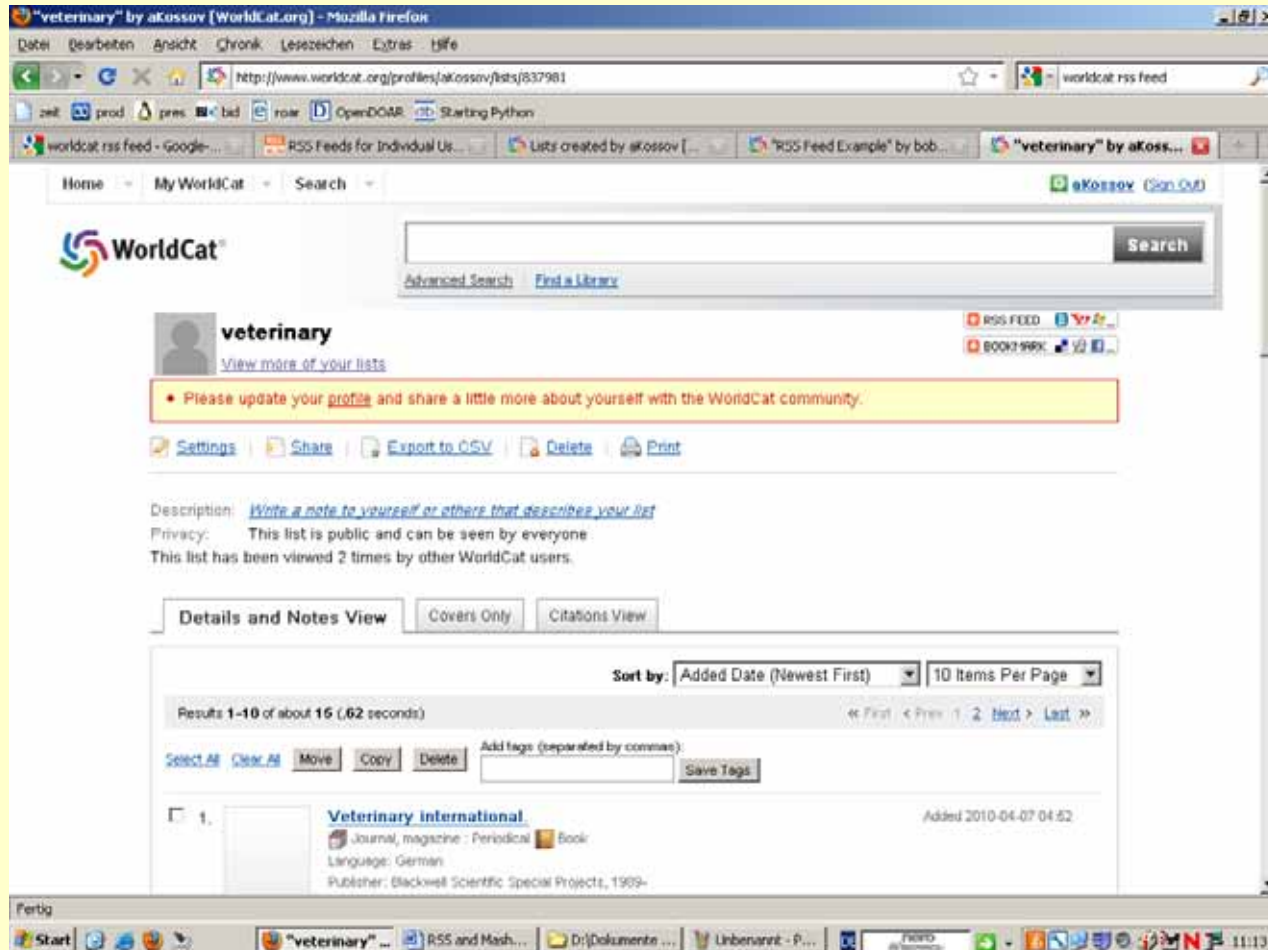 "veterinary" by aKossov [WorldCat.org] - Mozilla Firefox
Datei Bearbeiten Ansicht Chronik Lesezeichen Extras Hilfe
http://www.worldcat.org/profiles/aKossov/lists/837981 worldcat rss feed
zeit prod pres bid roar OpenDOAR Starting Python
worldcat rss feed - Google-... RSS Feeds for Individual Us... Lists created by aKossov [... "RSS Feed Example" by bob... "veterinary" by aKoss...
Home My WorldCat Search aKossov (Sign Out)
WorldCat® Search
Advanced Search Find a Library
veterinary RSS FEED
View more of your lists BOOKMARK
• Please update your profile and share a little more about yourself with the WorldCat community.
Settings | Share | Export to CSV | Delete | Print
Description: Write a note to yourself or others that describes your list
Privacy: This list is public and can be seen by everyone
This list has been viewed 2 times by other WorldCat users.
Details and Notes View Covers Only Citations View
Sort by: Added Date (Newest First) 10 Items Per Page
Results 1-10 of about 15 (.62 seconds) « First < Prev 1 2 Next > Last »
Select All Clear All Move Copy Delete Add tags (separated by commas): Save Tags
1. Veterinary international. Added 2010-04-07 04:52
Journal, magazine : Periodical Book
Language: German
Publisher: Blackwell Scientific Special Projects, 1989-
Fertig
Start "veterinary" ... RSS and Mash... D:\Dokumente ... Unbenannt - P... nero 11:13